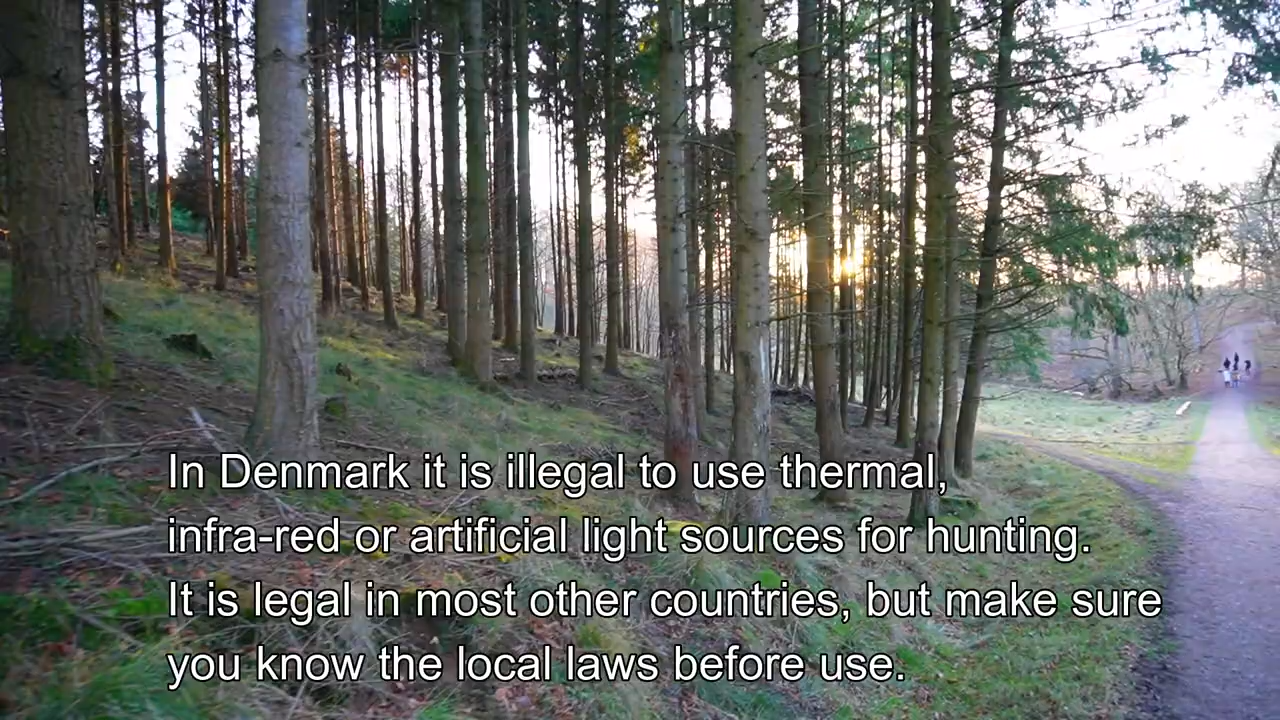 In Denmark it is illegal to use thermal,
infra-red or artificial light sources for hunting.
It is legal in most other countries, but make sure
you know the local laws before use.